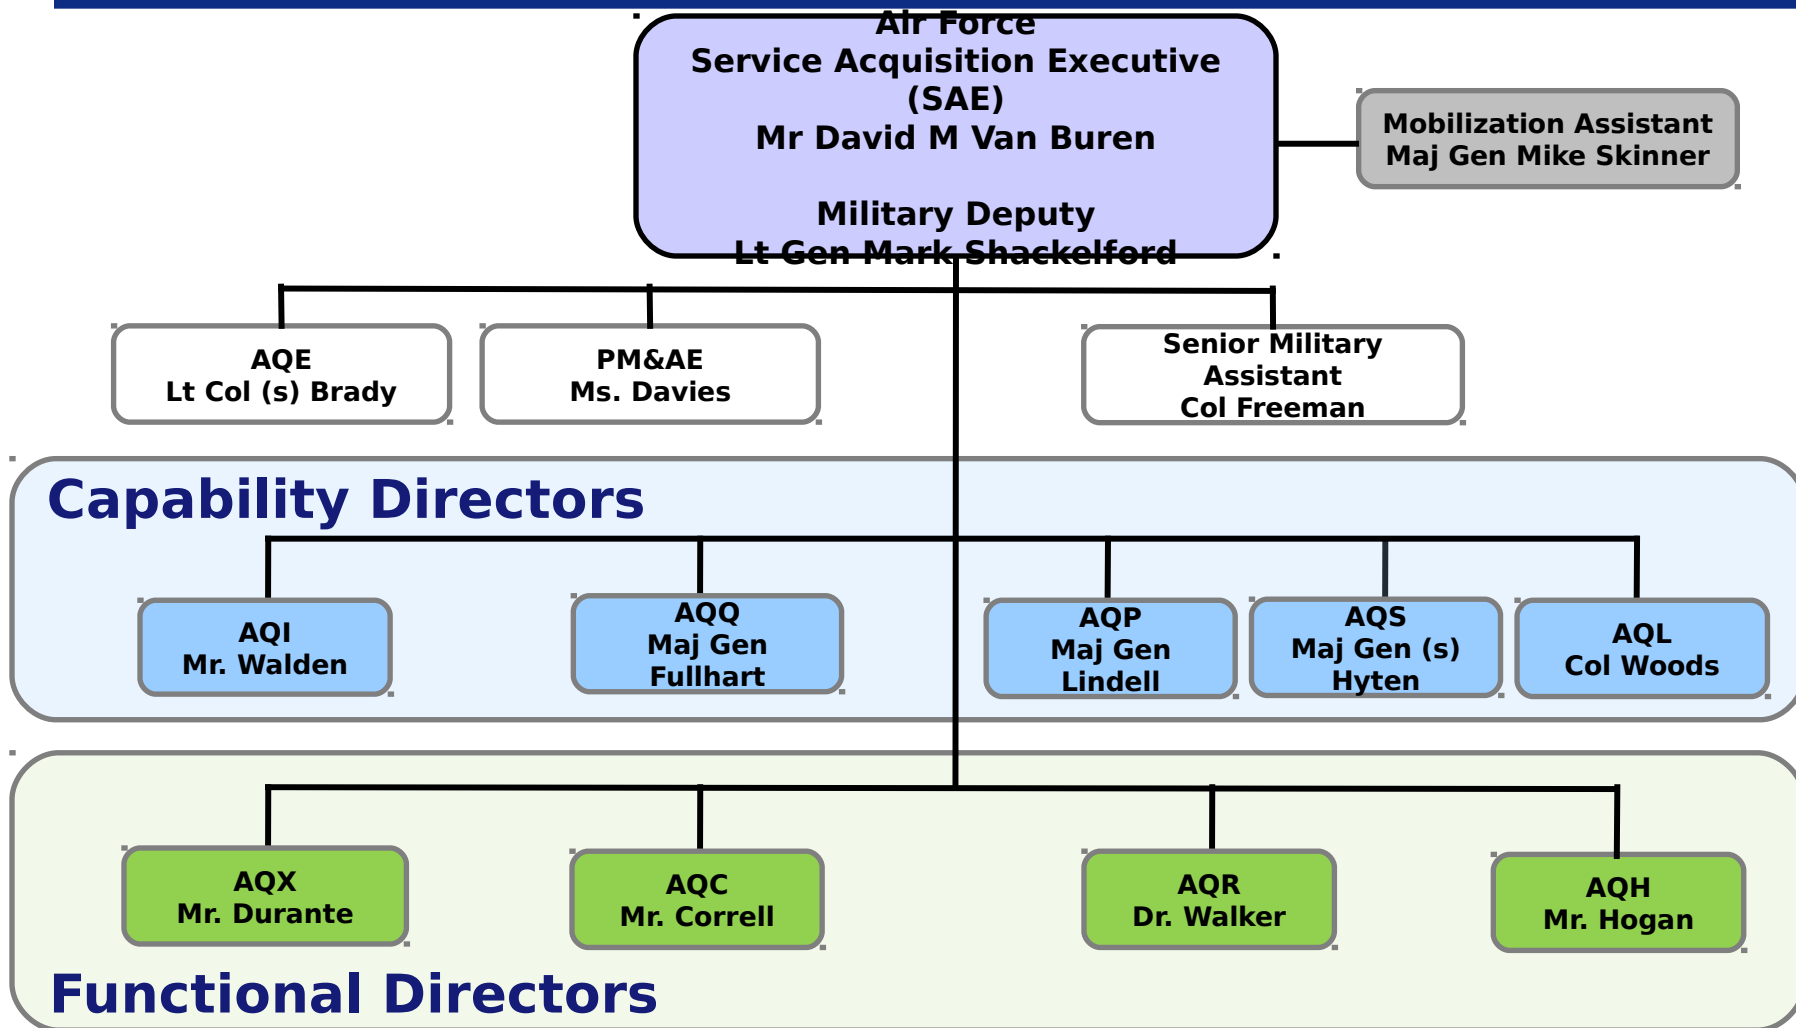 Air Force
Service Acquisition Executive
(SAE)
Mr David M Van Buren
Military Deputy
Lt Gen Mark Shackelford
Mobilization Assistant
Maj Gen Mike Skinner
AQE
Lt Col (s) Brady
PM&AE
Ms. Davies
Senior Military
Assistant
Col Freeman
Capability Directors
AQI
Mr. Walden
AQQ
Maj Gen
Fullhart
AQP
Maj Gen
Lindell
AQS
Maj Gen (s)
Hyten
AQL
Col Woods
AQX
Mr. Durante
AQC
Mr. Correll
AQR
Dr. Walker
AQH
Mr. Hogan
Functional Directors